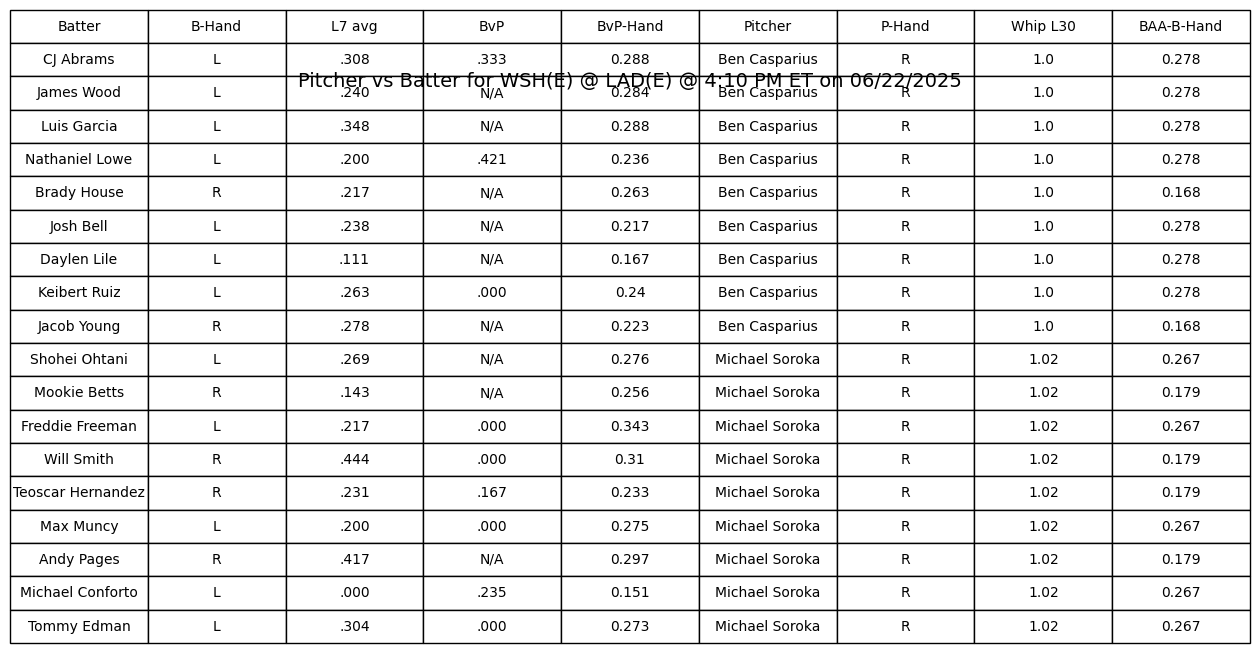 Batter B-Hand L7 avg BvP BvP-Hand Pitcher P-Hand Whip L30 BAA-B-Hand
CJ Abrams L .308 .333 0.288 Ben Casparius R 1.0 0.278
Pitcher vs Batter for WSH(E) @ LAD(E) @ 4:10 PM ET on 06/22/2025
James Wood L .240 N/A 0.284 Ben Casparius R 1.0 0.278
Luis Garcia L .348 N/A 0.288 Ben Casparius R 1.0 0.278
Nathaniel Lowe L .200 .421 0.236 Ben Casparius R 1.0 0.278
Brady House R .217 N/A 0.263 Ben Casparius R 1.0 0.168
Josh Bell L .238 N/A 0.217 Ben Casparius R 1.0 0.278
Daylen Lile L .111 N/A 0.167 Ben Casparius R 1.0 0.278
Keibert Ruiz L .263 .000 0.24 Ben Casparius R 1.0 0.278
Jacob Young R .278 N/A 0.223 Ben Casparius R 1.0 0.168
Shohei Ohtani L .269 N/A 0.276 Michael Soroka R 1.02 0.267
Mookie Betts R .143 N/A 0.256 Michael Soroka R 1.02 0.179
Freddie Freeman L .217 .000 0.343 Michael Soroka R 1.02 0.267
Will Smith R .444 .000 0.31 Michael Soroka R 1.02 0.179
Teoscar Hernandez R .231 .167 0.233 Michael Soroka R 1.02 0.179
Max Muncy L .200 .000 0.275 Michael Soroka R 1.02 0.267
Andy Pages R .417 N/A 0.297 Michael Soroka R 1.02 0.179
Michael Conforto L .000 .235 0.151 Michael Soroka R 1.02 0.267
Tommy Edman L .304 .000 0.273 Michael Soroka R 1.02 0.267